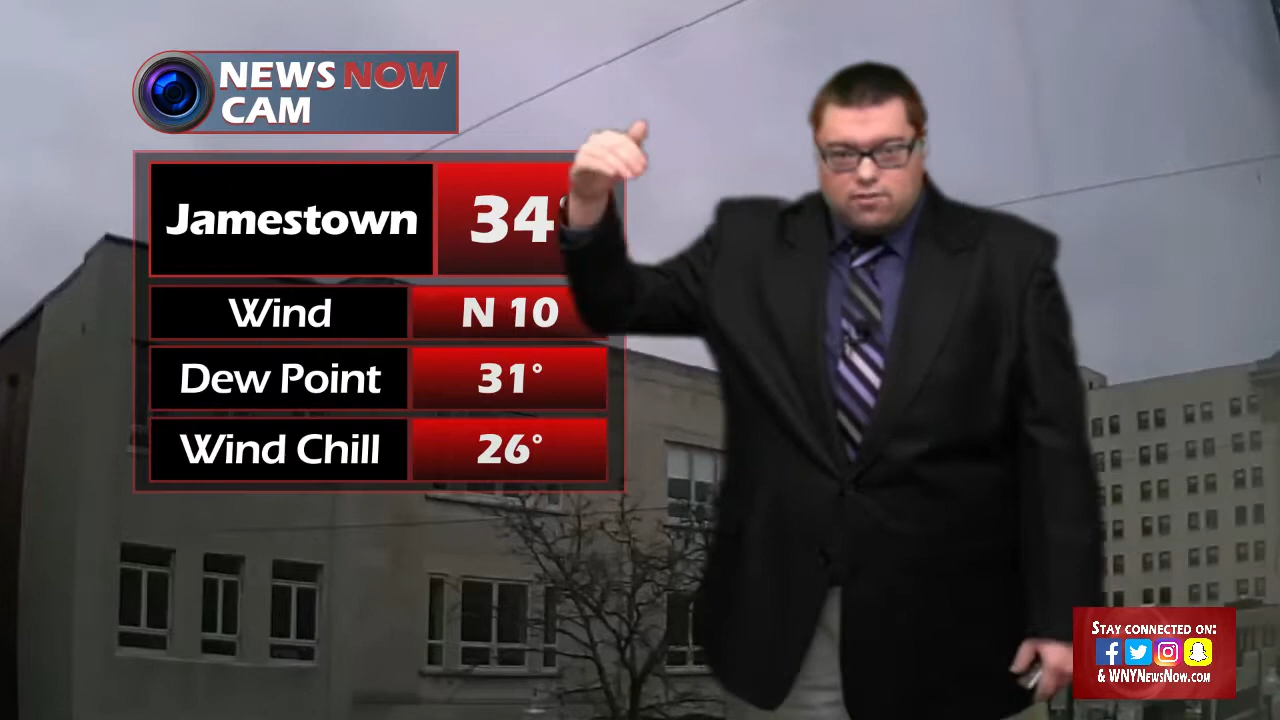 NEWS NOW
CAM
Jamestown 34°
Wind N 10
Dew Point 31°
Wind Chill 26°
STAY CONNECTED ON:
& WNYNEWSNOW.COM